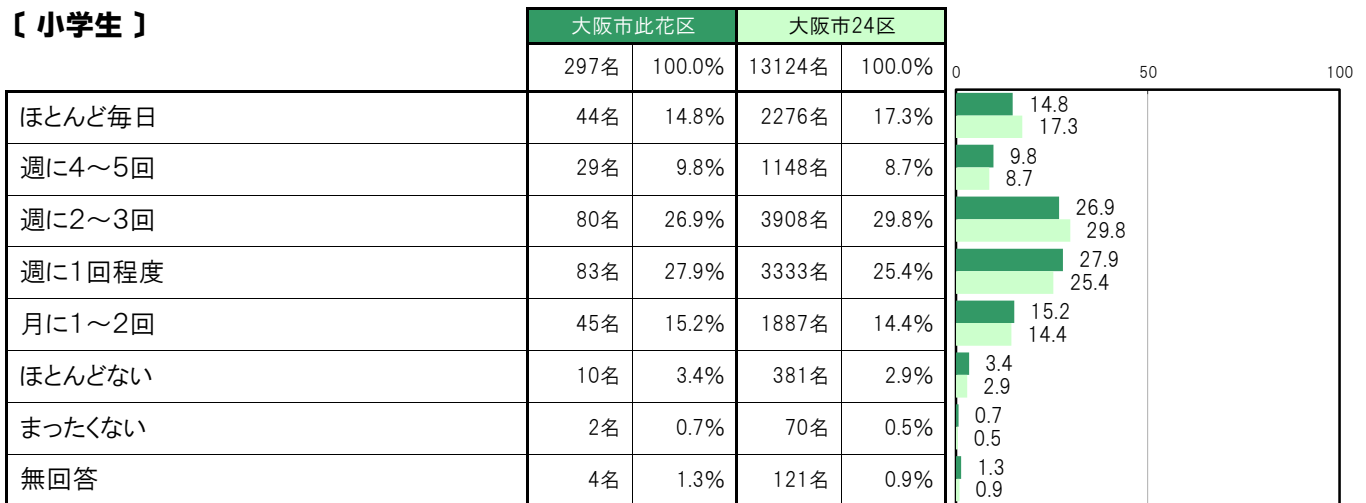 〔 小学生 〕
大阪市此花区 大阪市24区
297名 100.0% 13124名 100.0% 0 50 100
ほとんど毎日 44名 14.8% 2276名 17.3% 14.8
17.3
週に4～5回 29名 9.8% 1148名 8.7% 9.8
8.7
週に2～3回 80名 26.9% 3908名 29.8% 26.9
29.8
週に1回程度 83名 27.9% 3333名 25.4% 27.9
25.4
月に1～2回 45名 15.2% 1887名 14.4% 15.2
14.4
ほとんどない 10名 3.4% 381名 2.9% 3.4
2.9
まったくない 2名 0.7% 70名 0.5% 0.7
0.5
無回答 4名 1.3% 121名 0.9% 1.3
0.9